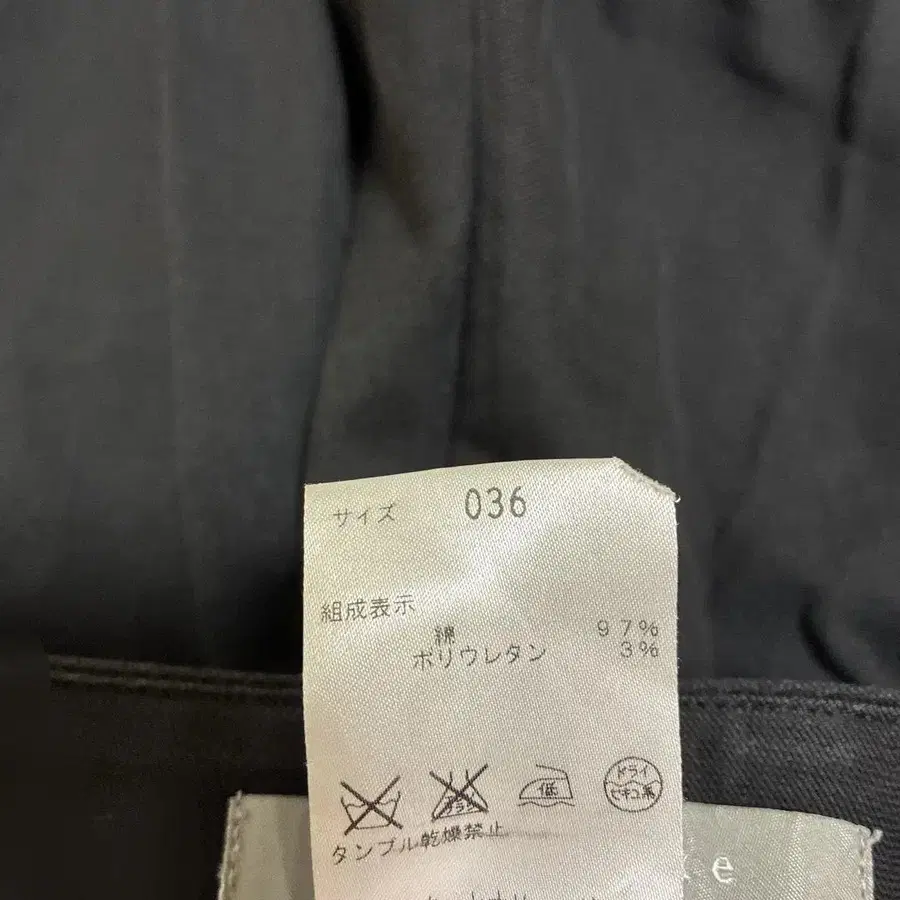 サイズ 036
組成表示
綿 97%
ポリウレタン 3%
低 ドライ
セキユ系
タンブル乾燥禁止
e